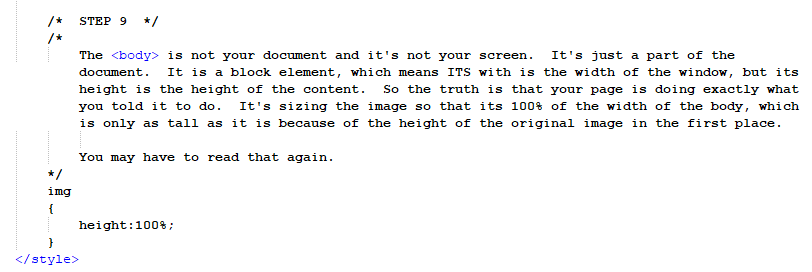 /*  STEP 9  */
/*
The <body> is not your document and it's not your screen.  It's just a part of the
document.  It is a block element, which means ITS with is the width of the window, but its
height is the height of the content.  So the truth is that your page is doing exactly what
you told it to do.  It's sizing the image so that its 100% of the width of the body, which
is only as tall as it is because of the height of the original image in the first place.
You may have to read that again.
*/
img
{
height:100%;
}
</style>